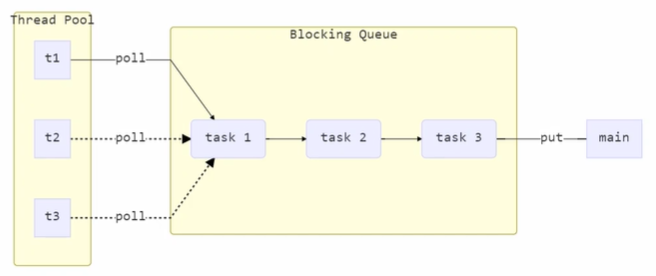 Thread Pool
Blocking Queue
t1
poll
t2
poll
task 1
task 2
task 3
put
main
t3
poll